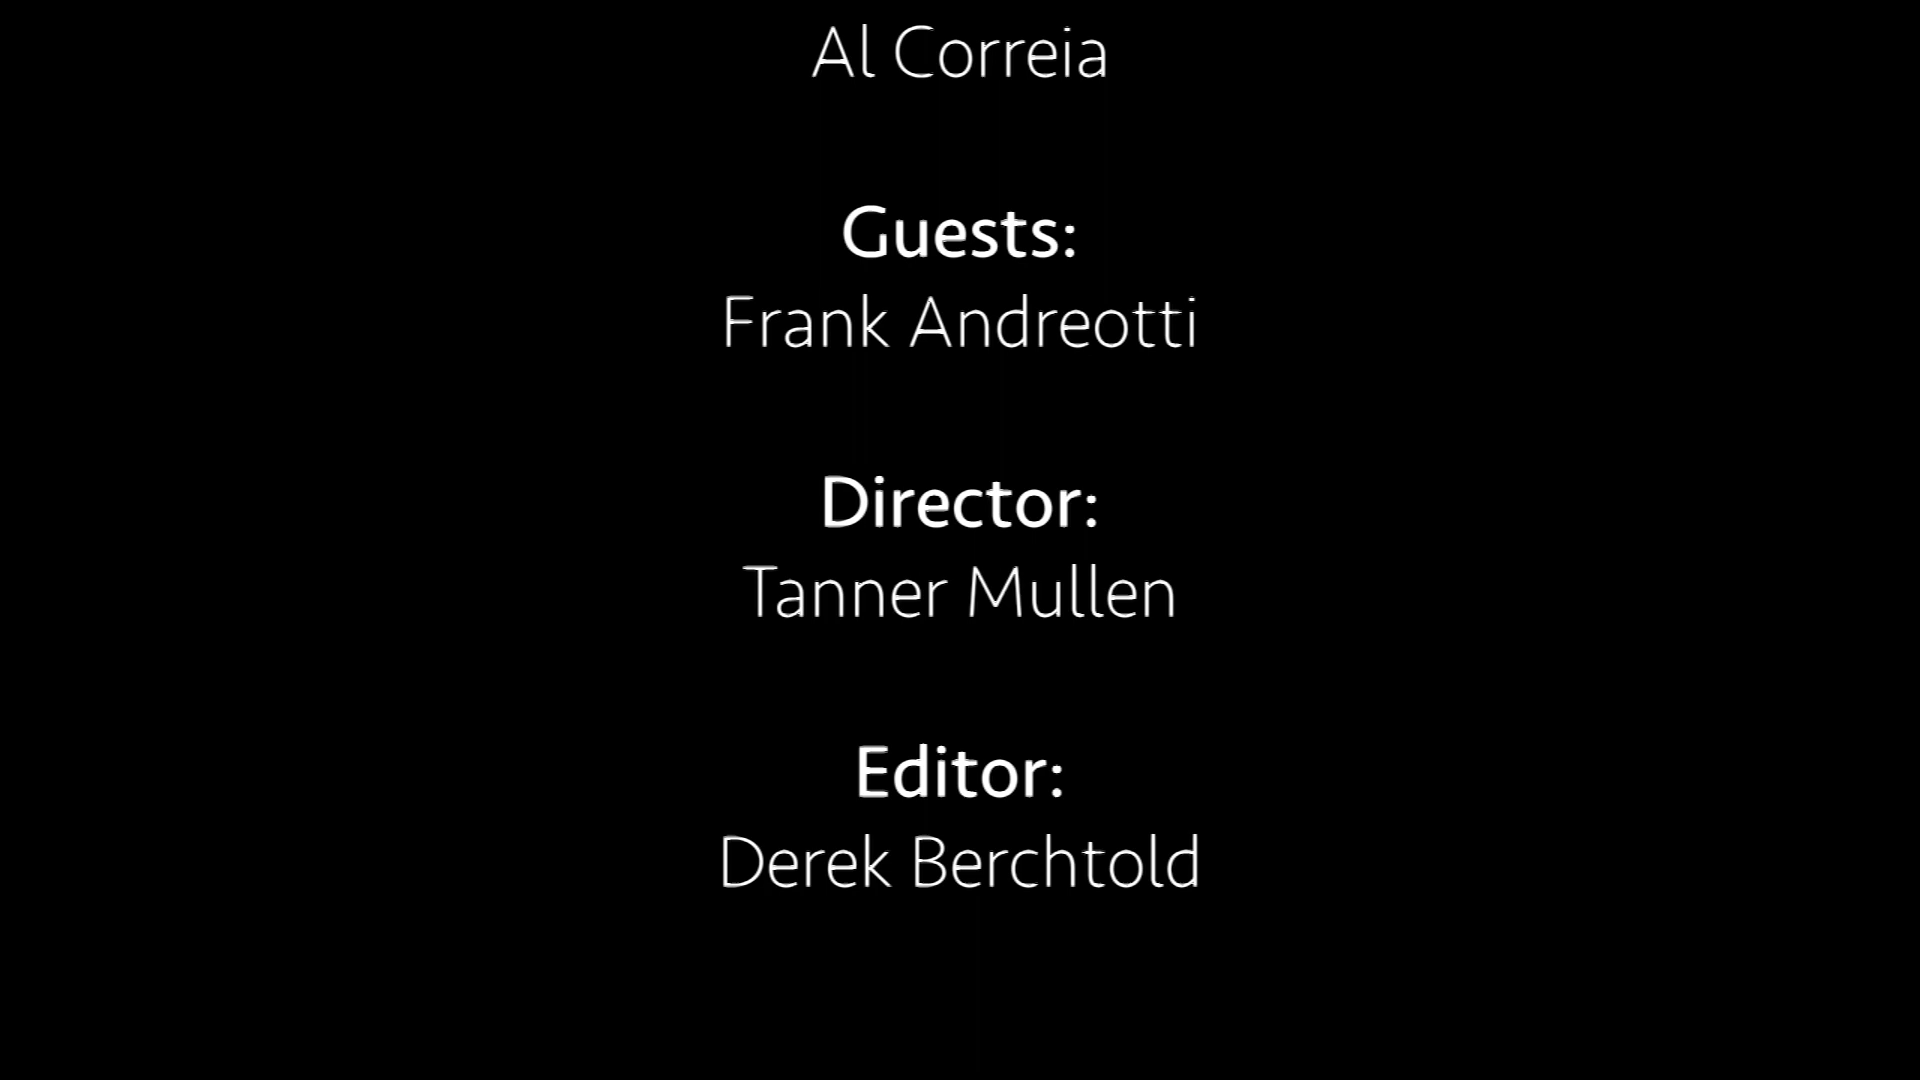 Al Correia
Guests:
Frank Andreotti
Director:
Tanner Mullen
Editor:
Derek Berchtold